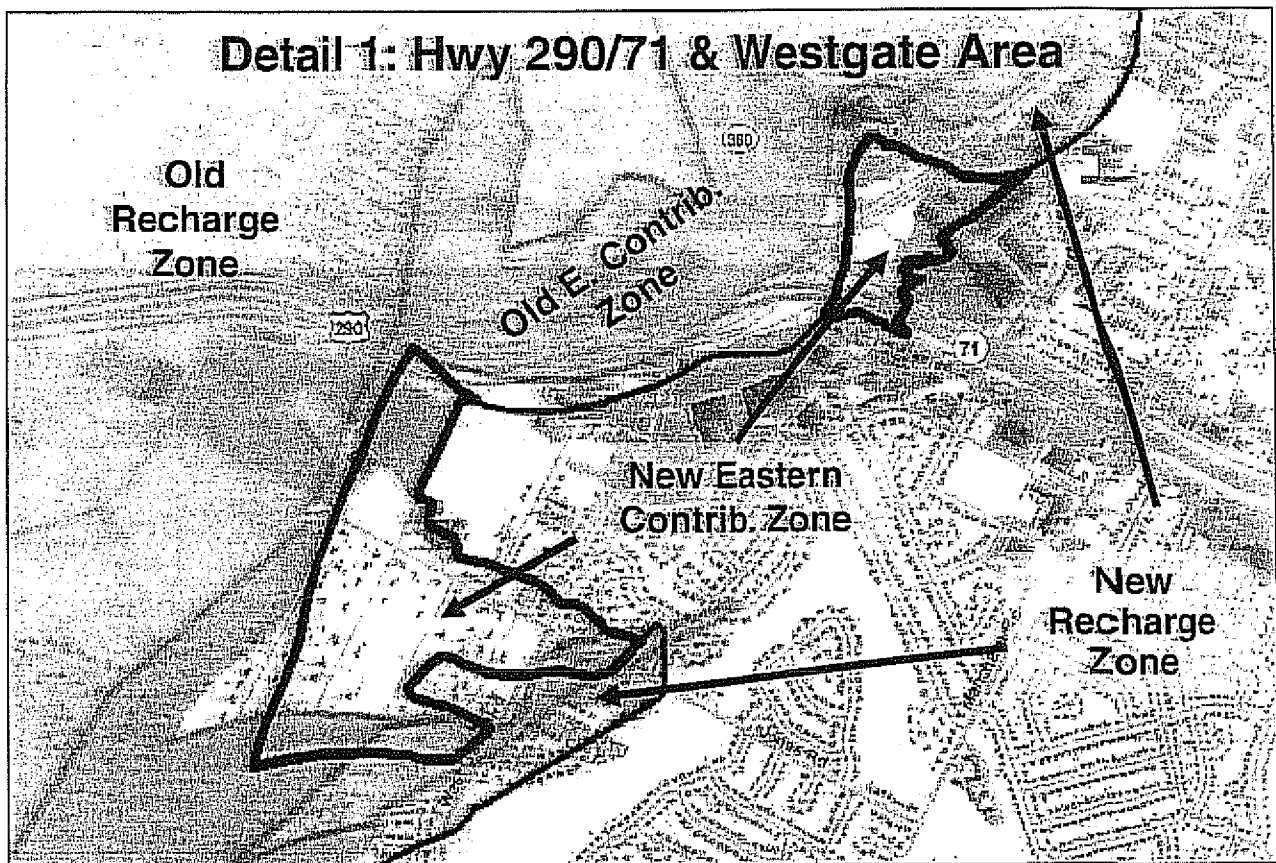 Detail 1: Hwy 290/71 & Westgate Area
Old
Recharge
Zone
360
Old E. Contrib.
Zone
290
71
New Eastern
Contrib. Zone
New
Recharge
Zone